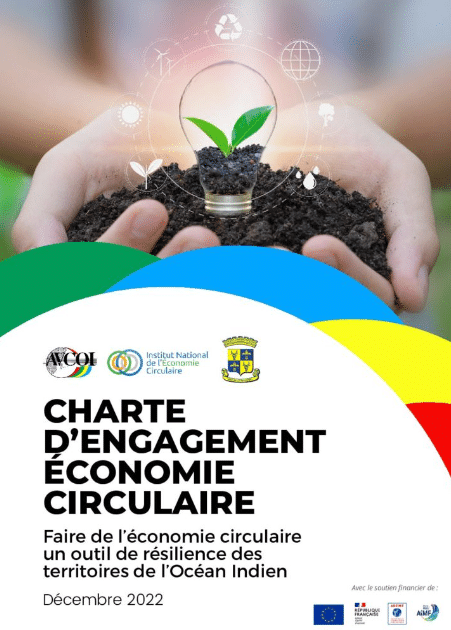 AVCOI
Institut National
de l'Économie
Circulaire
CHARTE
D'ENGAGEMENT
ÉCONOMIE
CIRCULAIRE
Faire de l'économie circulaire
un outil de résilience des
territoires de l'Océan Indien
Décembre 2022
Avec le soutien financier de :
RÉPUBLIQUE
FRANÇAISE
AIMF